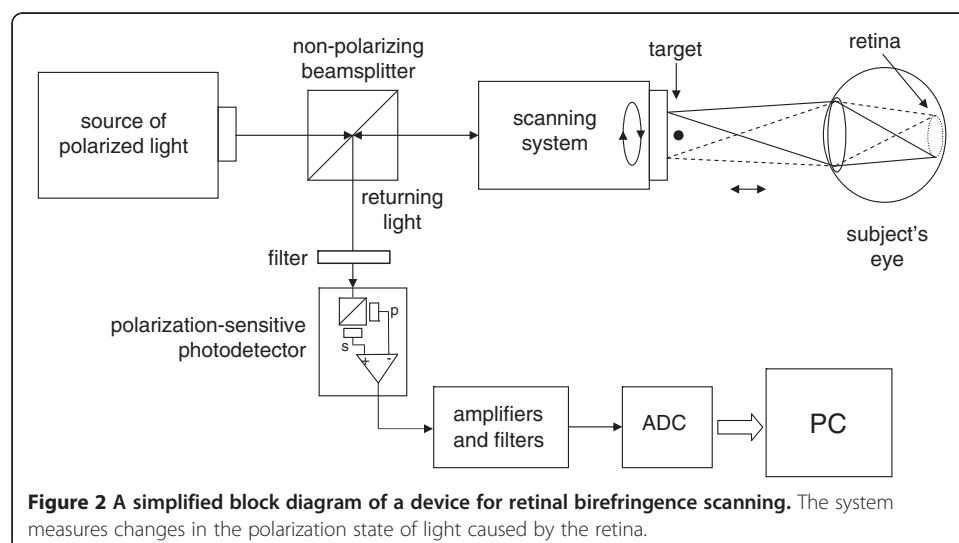 non-polarizing
beamsplitter
target
retina
source of
polarized light
scanning
system
returning
light
filter
subject's
eye
polarization-sensitive
photodetector
p
s
+
-
amplifiers
and filters
ADC
PC
Figure 2 A simplified block diagram of a device for retinal birefringence scanning. The system
measures changes in the polarization state of light caused by the retina.